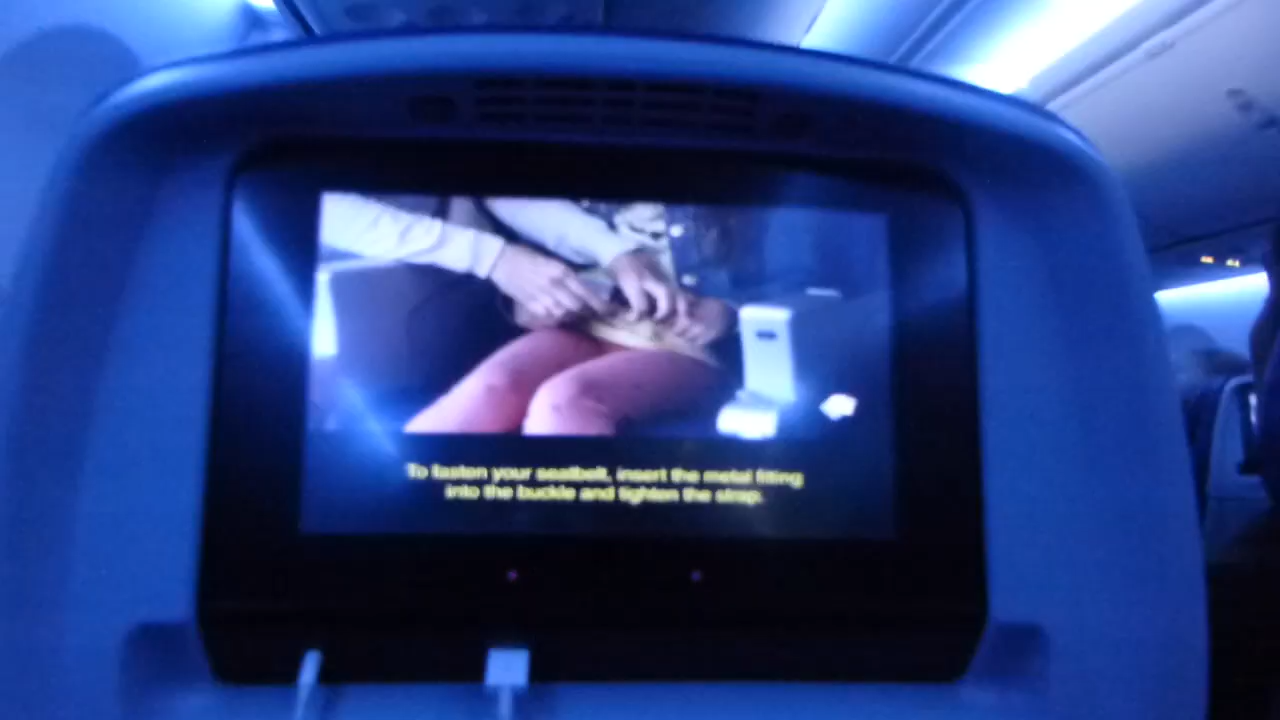 To fasten your seatbelt, insert the metal fitting
into the buckle and tighten the strap.